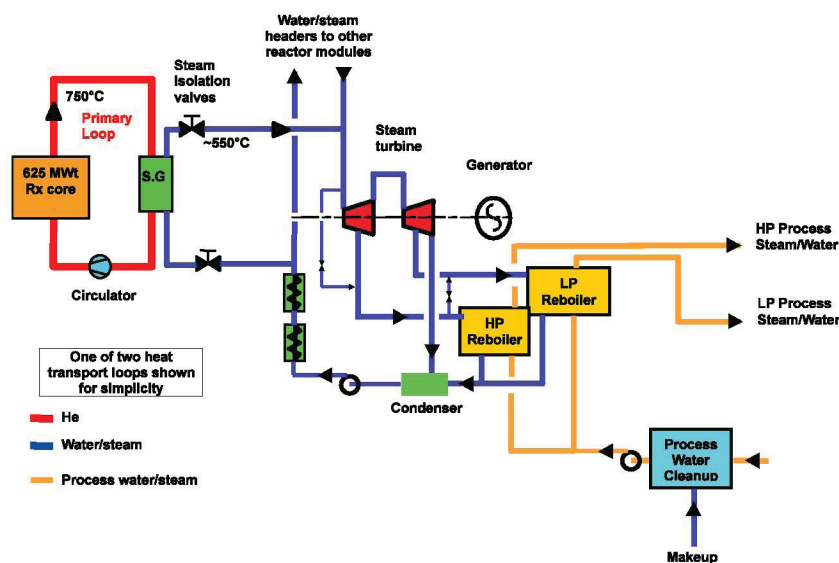 Water/steam
headers to other
reactor modules
Steam
Isolation
valves
750°C
Primary
Loop
~550°C
Steam
turbine
Generator
625 MWt
Rx core
S.G
HP Process
Steam/Water
LP
Reboiler
LP Process
Steam/Water
Circulator
HP
Reboiler
One of two heat
transport loops shown
for simplicity
Condenser
He
Water/steam
Process water/steam
Process
Water
Cleanup
Makeup